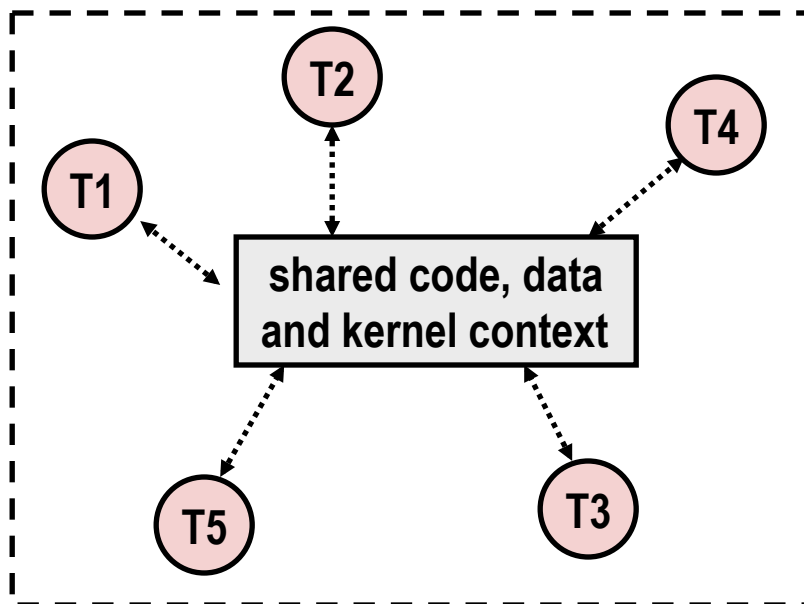 T2
T4
T1
shared code, data
and kernel context
T5
T3